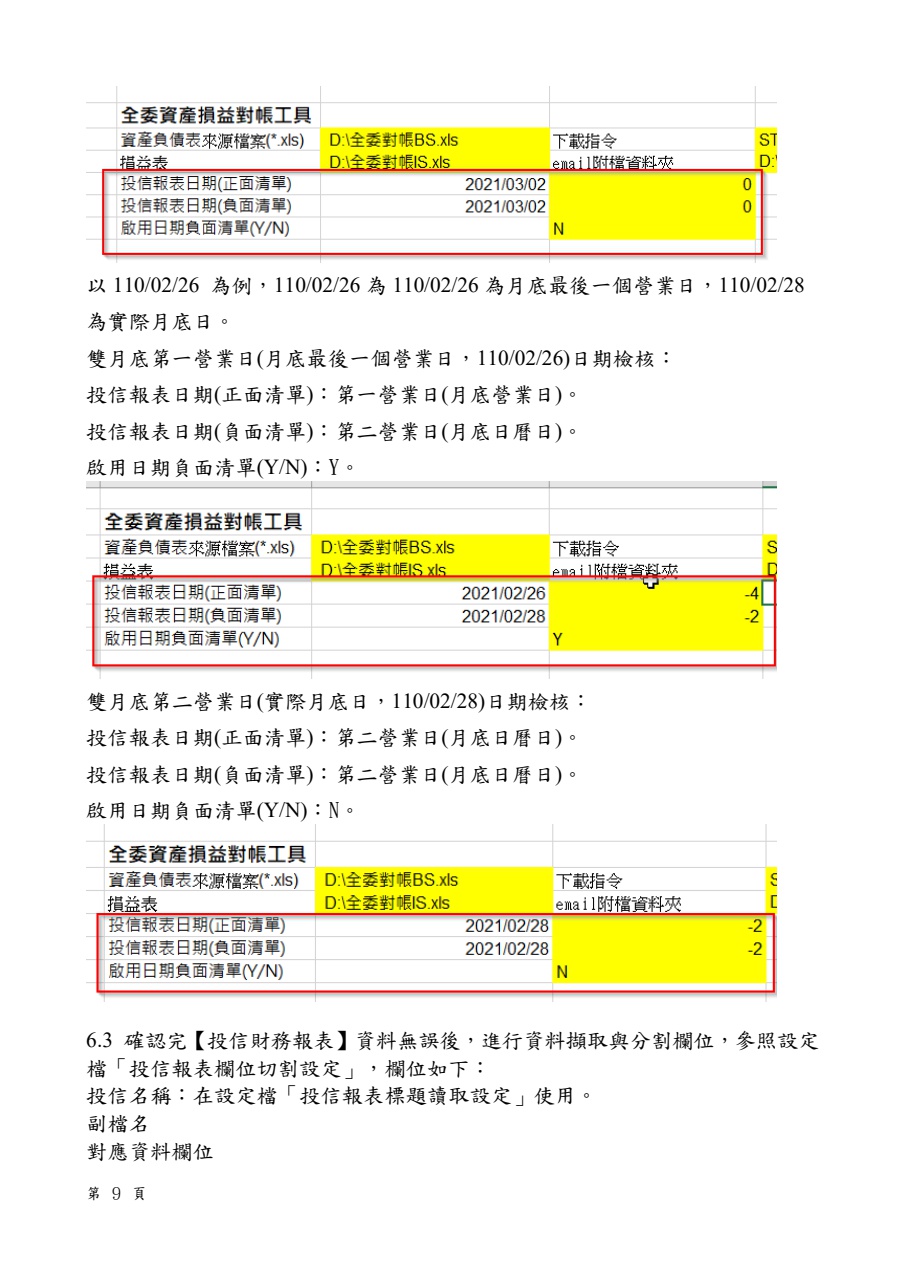 全委資產損益對帳工具
資產負債表來源檔案(*.xls) D:\全委對帳BS.xls 下載指令 ST
損益表 D:\全委對帳IS.xls email附檔資料夾 D:\
投信報表日期(正面清單) 2021/03/02 0
投信報表日期(負面清單) 2021/03/02 0
啟用日期負面清單(Y/N) N
以 110/02/26 為例，110/02/26 為 110/02/26 為月底最後一個營業日，110/02/28
為實際月底日。
雙月底第一營業日(月底最後一個營業日，110/02/26)日期檢核：
投信報表日期(正面清單)：第一營業日(月底營業日)。
投信報表日期(負面清單)：第二營業日(月底日曆日)。
啟用日期負面清單(Y/N)：Y。
全委資產損益對帳工具
資產負債表來源檔案(*.xls) D:\全委對帳BS.xls 下載指令 S
損益表 D:\全委對帳IS.xls email附檔資料夾 D
投信報表日期(正面清單) 2021/02/26 -4
投信報表日期(負面清單) 2021/02/28 -2
啟用日期負面清單(Y/N) Y
雙月底第二營業日(實際月底日，110/02/28)日期檢核：
投信報表日期(正面清單)：第二營業日(月底日曆日)。
投信報表日期(負面清單)：第二營業日(月底日曆日)。
啟用日期負面清單(Y/N)：N。
全委資產損益對帳工具
資產負債表來源檔案(*.xls) D:\全委對帳BS.xls 下載指令 S
損益表 D:\全委對帳IS.xls email附檔資料夾 D
投信報表日期(正面清單) 2021/02/28 -2
投信報表日期(負面清單) 2021/02/28 -2
啟用日期負面清單(Y/N) N
6.3 確認完【投信財務報表】資料無誤後，進行資料擷取與分割欄位，參照設定
檔「投信報表欄位切割設定」，欄位如下：
投信名稱：在設定檔「投信報表標題讀取設定」使用。
副檔名
對應資料欄位
第 9 頁